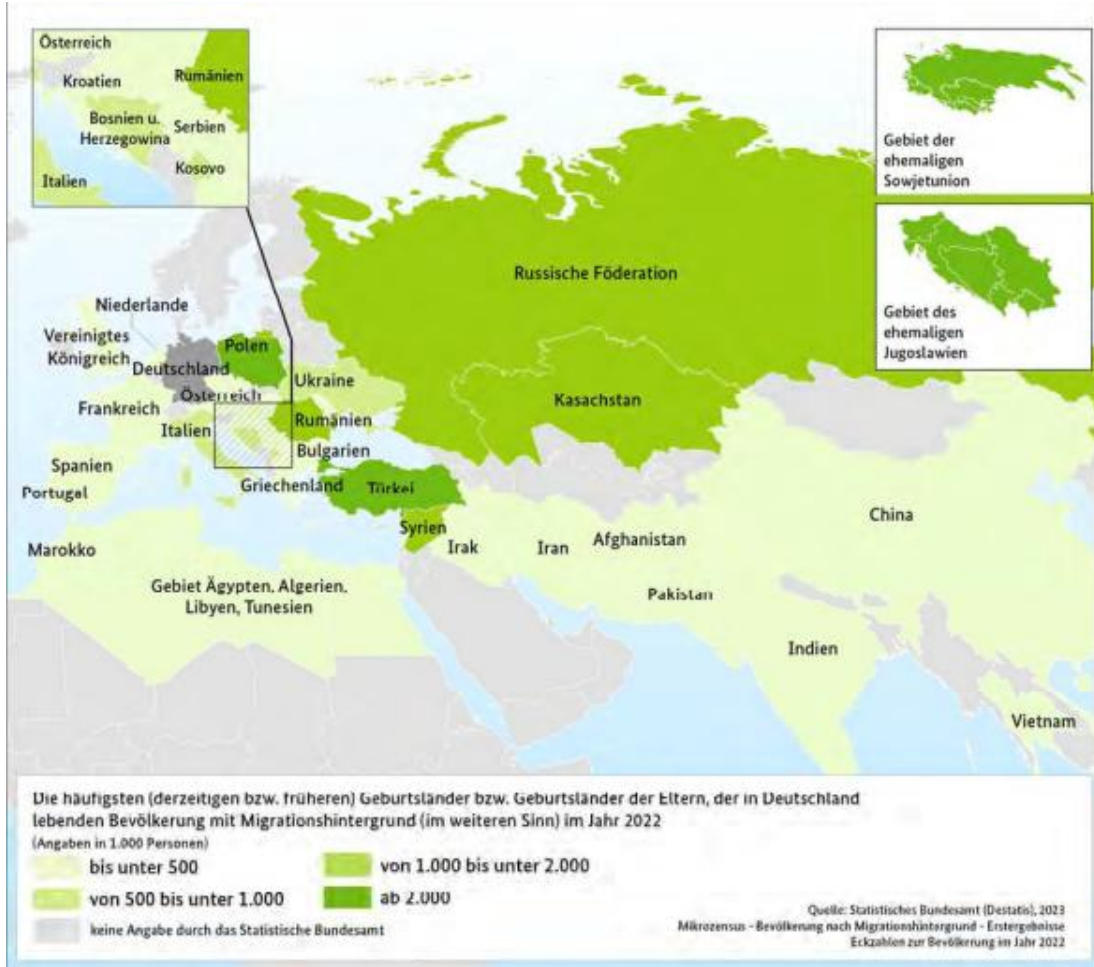 Österreich
Kroatien
Rumänien
Bosnien u.
Herzegowina
Serbien
Kosovo
Italien
Gebiet der
ehemaligen
Sowjetunion
Gebiet des
ehemaligen
Jugoslawien
Russische Föderation
Niederlande
Vereinigtes
Königreich
Polen
Deutschland
Ukraine
Österreich
Kasachstan
Frankreich
Rumänien
Italien
Bulgarien
Spanien
Griechenland
Türkei
Portugal
Syrien
China
Irak
Iran
Afghanistan
Marokko
Gebiet Ägypten, Algerien,
Libyen, Tunesien
Pakistan
Indien
Vietnam
Die häufigsten (derzeitigen bzw. früheren) Geburtsländer bzw. Geburtsländer der Eltern, der in Deutschland
lebenden Bevölkerung mit Migrationshintergrund (im weiteren Sinn) im Jahr 2022
(Angaben in 1.000 Personen)
bis unter 500
von 1.000 bis unter 2.000
von 500 bis unter 1.000
ab 2.000
keine Angabe durch das Statistische Bundesamt
Quelle: Statistisches Bundesamt (Destatis), 2023
Mikrozensus - Bevölkerung nach Migrationshintergrund - Erstergebnisse
Eckzahlen zur Bevölkerung im Jahr 2022